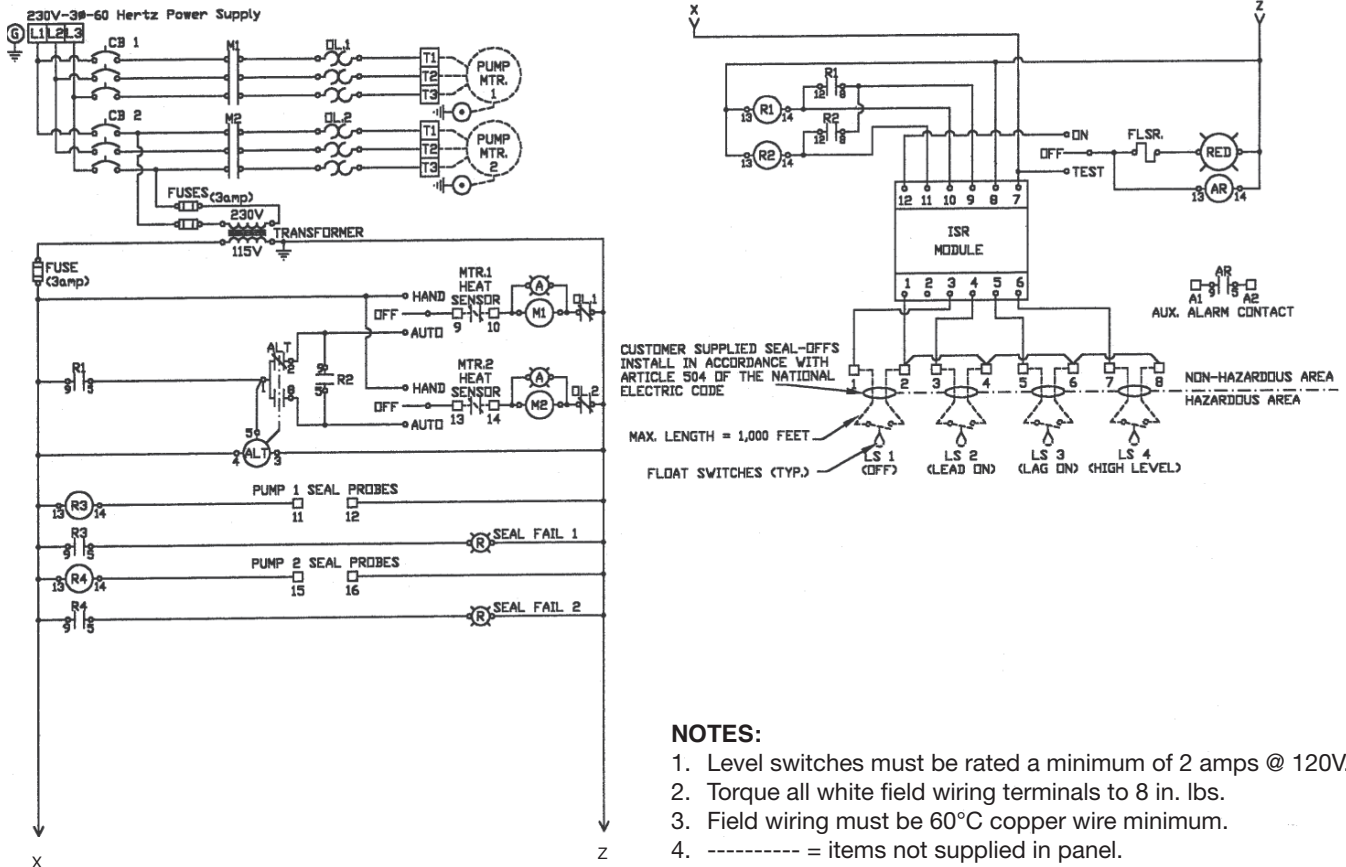 230V-3ø-60 Hertz Power Supply
G L1 L2 L3
CB 1
M1
OL.1
T1
T2
T3
PUMP
MTR.
1
CB 2
M2
OL.2
T1
T2
T3
PUMP
MTR.
2
FUSES (3amp)
230V
TRANSFORMER
115V
FUSE
(3amp)
MTR.1
HEAT
SENSOR
HAND
OFF
AUTO
9 10
A
M1
OL.1
ALT
2
1
8
9
5
R2
R1
9 5
MTR.2
HEAT
SENSOR
HAND
OFF
AUTO
13 14
A
M2
OL.2
5
4 ALT 3
13 R3 14
PUMP 1 SEAL PROBES
11 12
R3
9 5
R SEAL FAIL 1
13 R4 14
PUMP 2 SEAL PROBES
15 16
R4
9 5
R SEAL FAIL 2
X
Z
X
Z
R1
12 8
13 R1 14
R2
12 8
13 R2 14
ON
OFF
TEST
FLSR.
RED
13 AR 14
12 11 10 9 8 7
ISR
MODULE
1 2 3 4 5 6
AR
A1 9 5 A2
AUX. ALARM CONTACT
CUSTOMER SUPPLIED SEAL-OFFS
INSTALL IN ACCORDANCE WITH
ARTICLE 504 OF THE NATIONAL
ELECTRIC CODE
1 2 3 4 5 6 7 8
NON-HAZARDOUS AREA
HAZARDOUS AREA
MAX. LENGTH = 1,000 FEET
FLOAT SWITCHES (TYP.)
LS 1
(OFF)
LS 2
(LEAD ON)
LS 3
(LAG ON)
LS 4
(HIGH LEVEL)
NOTES:
1. Level switches must be rated a minimum of 2 amps @ 120V.
2. Torque all white field wiring terminals to 8 in. lbs.
3. Field wiring must be 60°C copper wire minimum.
4. ---------- = items not supplied in panel.